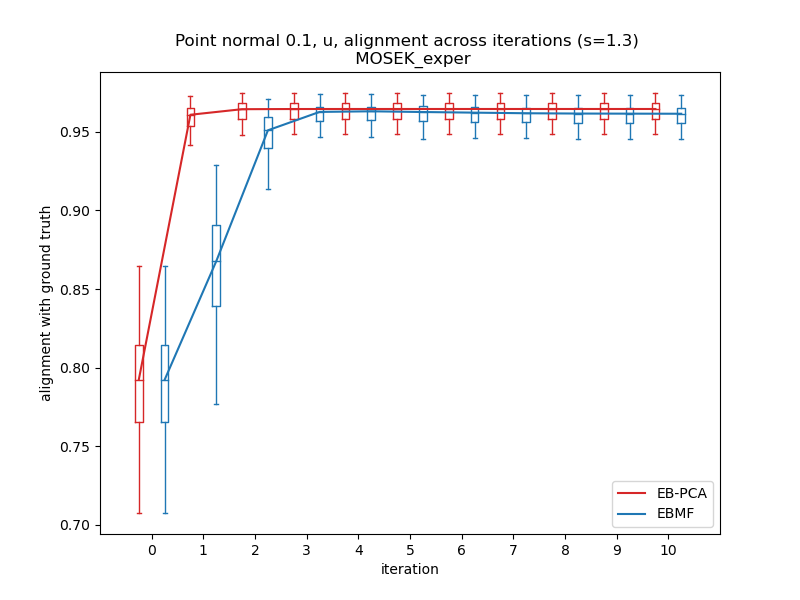 Point normal 0.1, u, alignment across iterations (s=1.3)
MOSEK_exper
alignment with ground truth
0.95
0.90
0.85
0.80
0.75
0.70
EB-PCA
EBMF
0 1 2 3 4 5 6 7 8 9 10
iteration